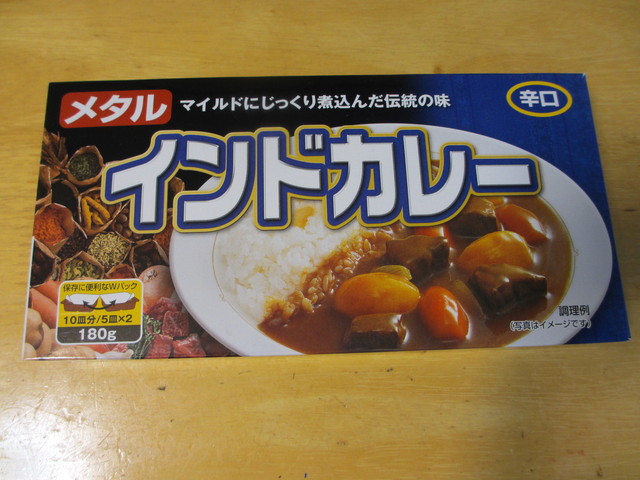 メタル
マイルドにじっくり煮込んだ伝統の味
辛口
インドカレー
保存に便利なWパック
10皿分/5皿×2
180g
調理例
(写真はイメージです)